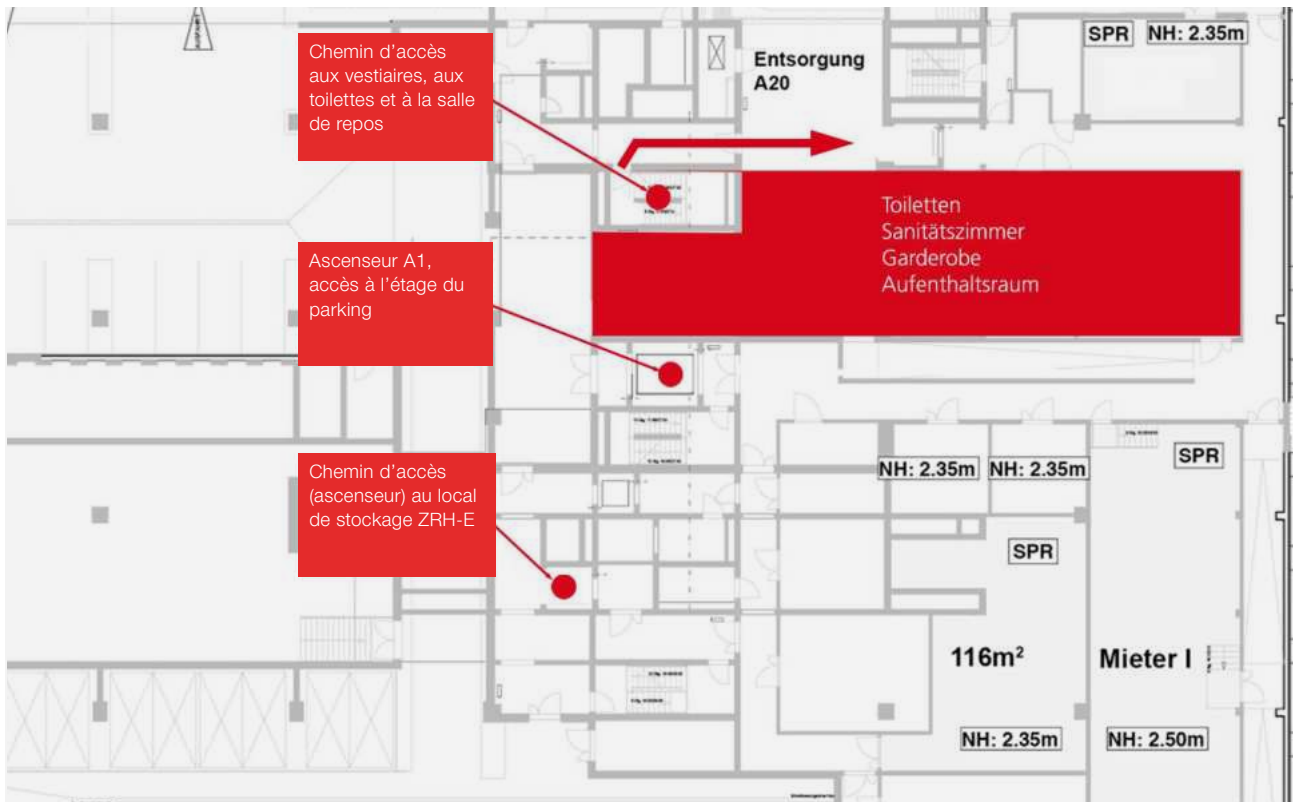 Chemin d’accès
aux vestiaires, aux
toilettes et à la salle
de repos
Entsorgung
A20
SPR
NH: 2.35m
Toiletten
Sanitätszimmer
Garderobe
Aufenthaltsraum
Ascenseur A1,
accès à l’étage du
parking
Chemin d’accès
(ascenseur) au local
de stockage ZRH-E
NH: 2.35m
NH: 2.35m
SPR
SPR
116m²
Mieter I
NH: 2.35m
NH: 2.50m